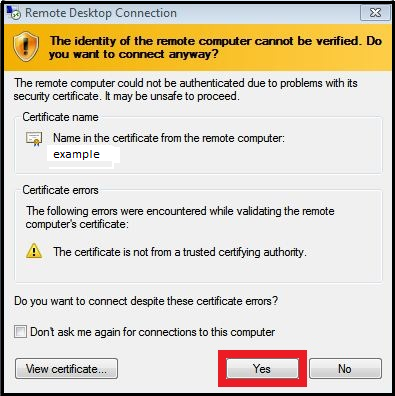 Remote Desktop Connection
The identity of the remote computer cannot be verified. Do
you want to connect anyway?
The remote computer could not be authenticated due to problems with its
security certificate. It may be unsafe to proceed.
Certificate name
Name in the certificate from the remote computer:
example
Certificate errors
The following errors were encountered while validating the remote
computer's certificate:
The certificate is not from a trusted certifying authority.
Do you want to connect despite these certificate errors?
Don't ask me again for connections to this computer
View certificate... Yes No